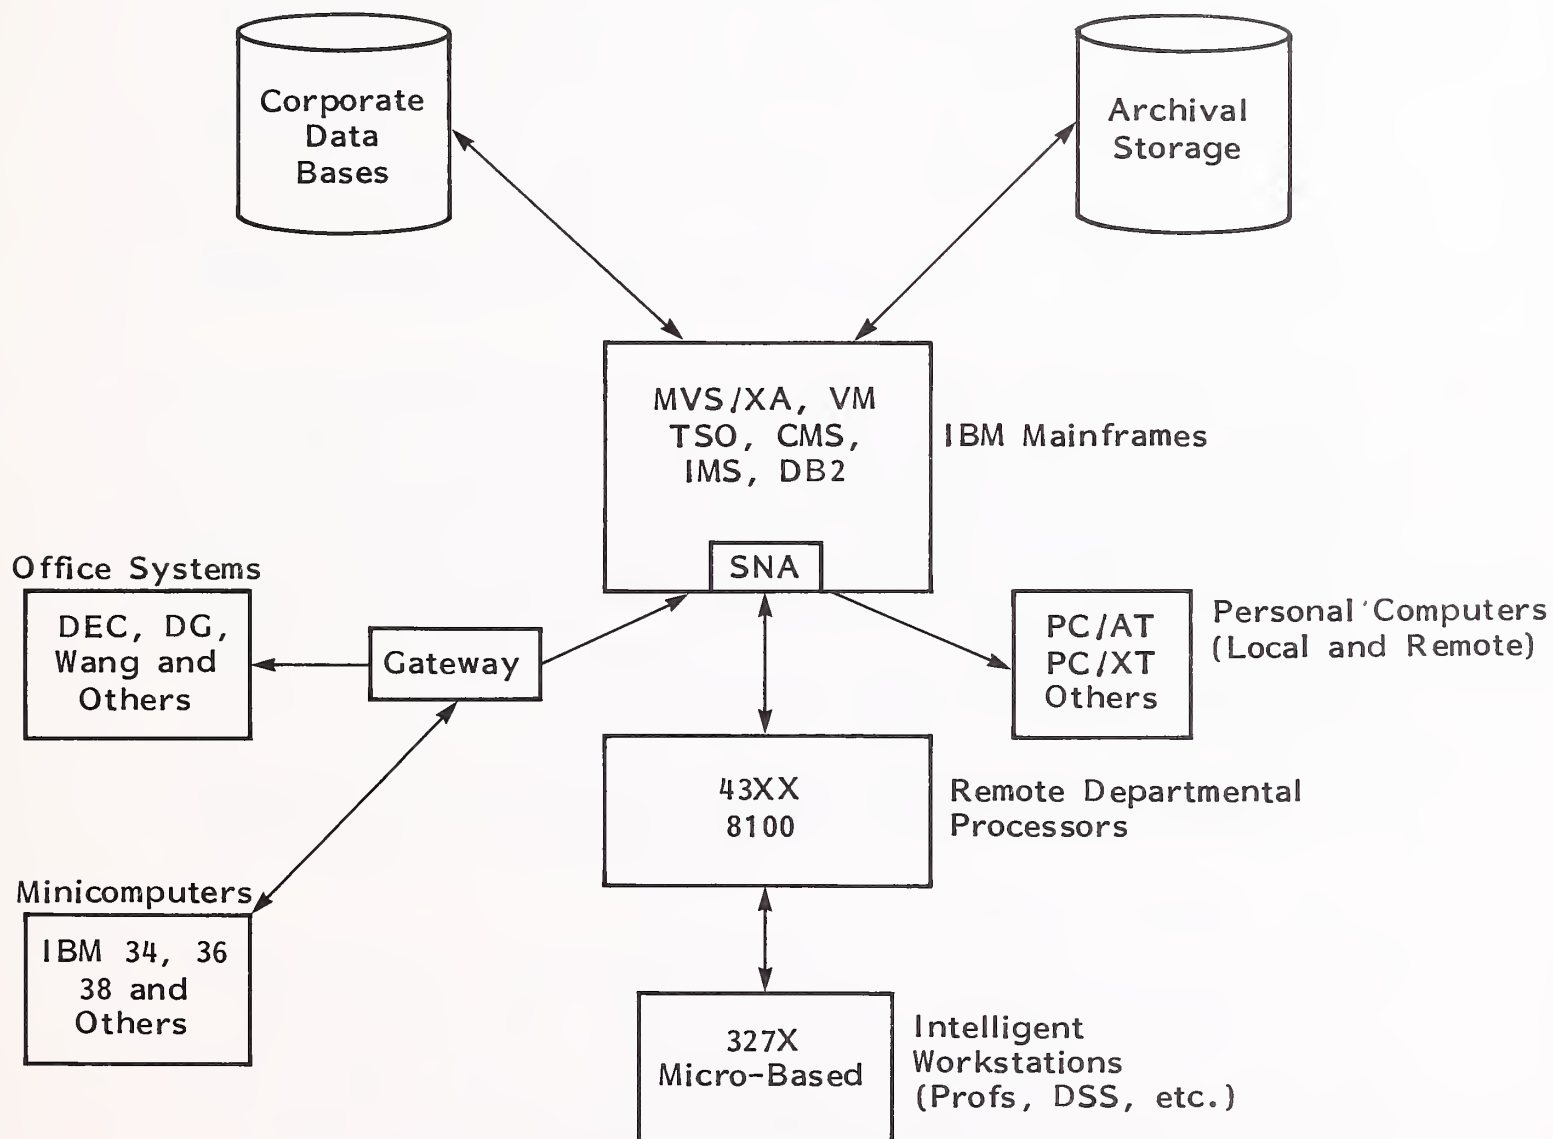 Corporate
Data
Bases
Archival
Storage
MVS/XA, VM
TSO, CMS,
IMS, DB2
IBM Mainframes
SNA
Office Systems
DEC, DG,
Wang and
Others
Gateway
PC/AT
PC/XT
Others
Personal Computers
(Local and Remote)
43XX
8100
Remote Departmental
Processors
Minicomputers
IBM 34, 36
38 and
Others
327X
Micro-Based
Intelligent
Workstations
(Profs, DSS, etc.)